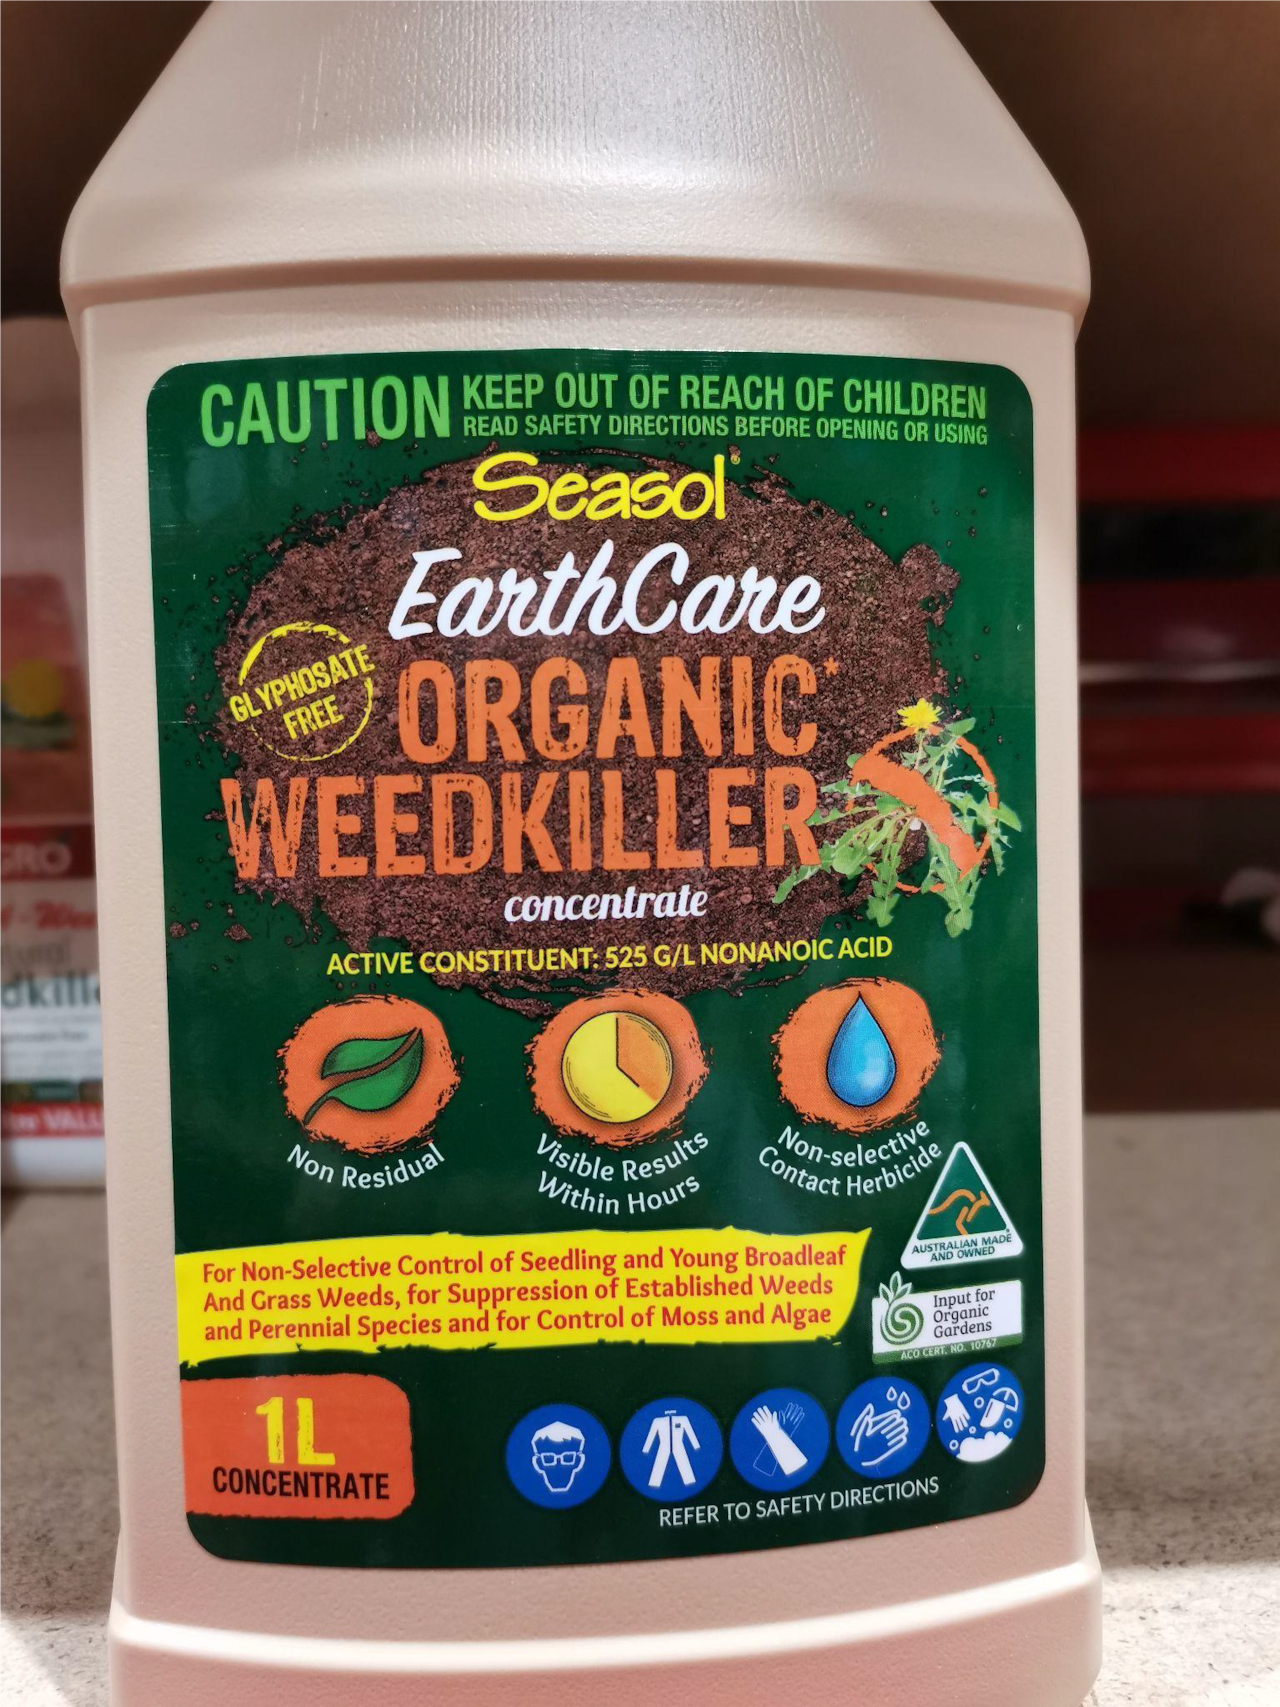 CAUTION KEEP OUT OF REACH OF CHILDREN
READ SAFETY DIRECTIONS BEFORE OPENING OR USING
Seasol®
EarthCare
GLYPHOSATE
FREE
ORGANIC*
WEEDKILLER
concentrate
ACTIVE CONSTITUENT: 525 G/L NONANOIC ACID
Non Residual
Visible Results
Within Hours
Non-selective
Contact Herbicide
AUSTRALIAN MADE
AND OWNED
For Non-Selective Control of Seedling and Young Broadleaf
And Grass Weeds, for Suppression of Established Weeds
and Perennial Species and for Control of Moss and Algae
Input for
Organic
Gardens
ACO CERT. NO. 10767
1L
CONCENTRATE
REFER TO SAFETY DIRECTIONS
GRO
VALU